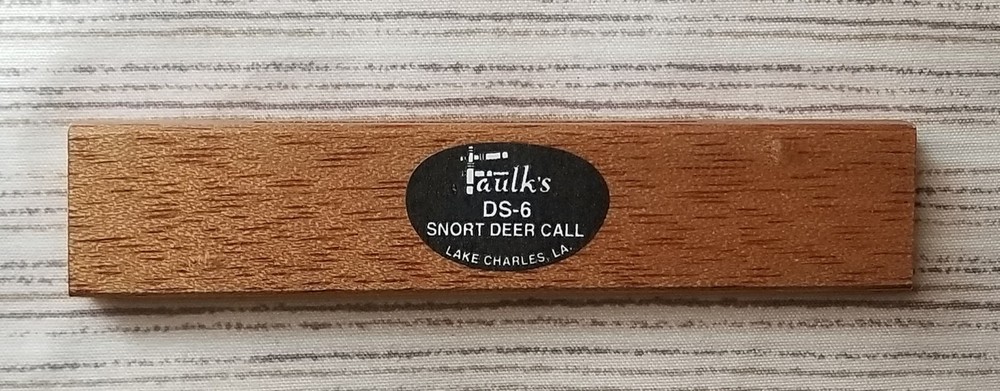 Faulk's
DS-6
SNORT DEER CALL
LAKE CHARLES, LA.